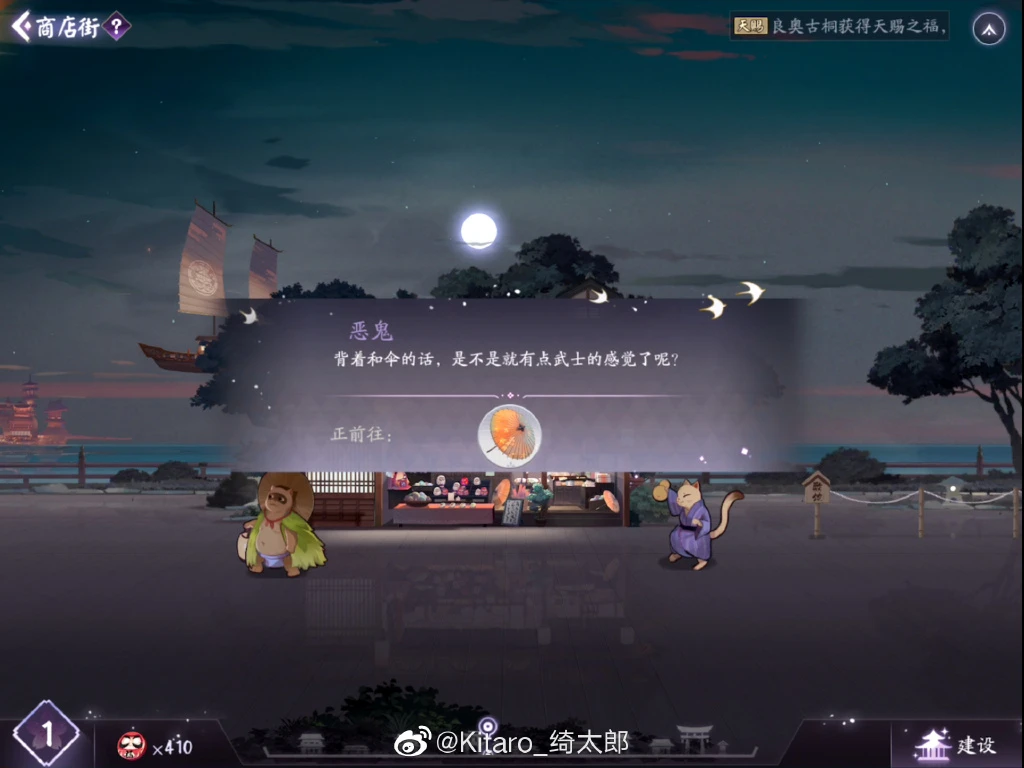 商店街?
天赐 良奥古桐获得天赐之福,
恶鬼
背着和伞的话，是不是就有点武士的感觉了呢？
正前往：
1
×410
@Kitaro_绮太郎
建设